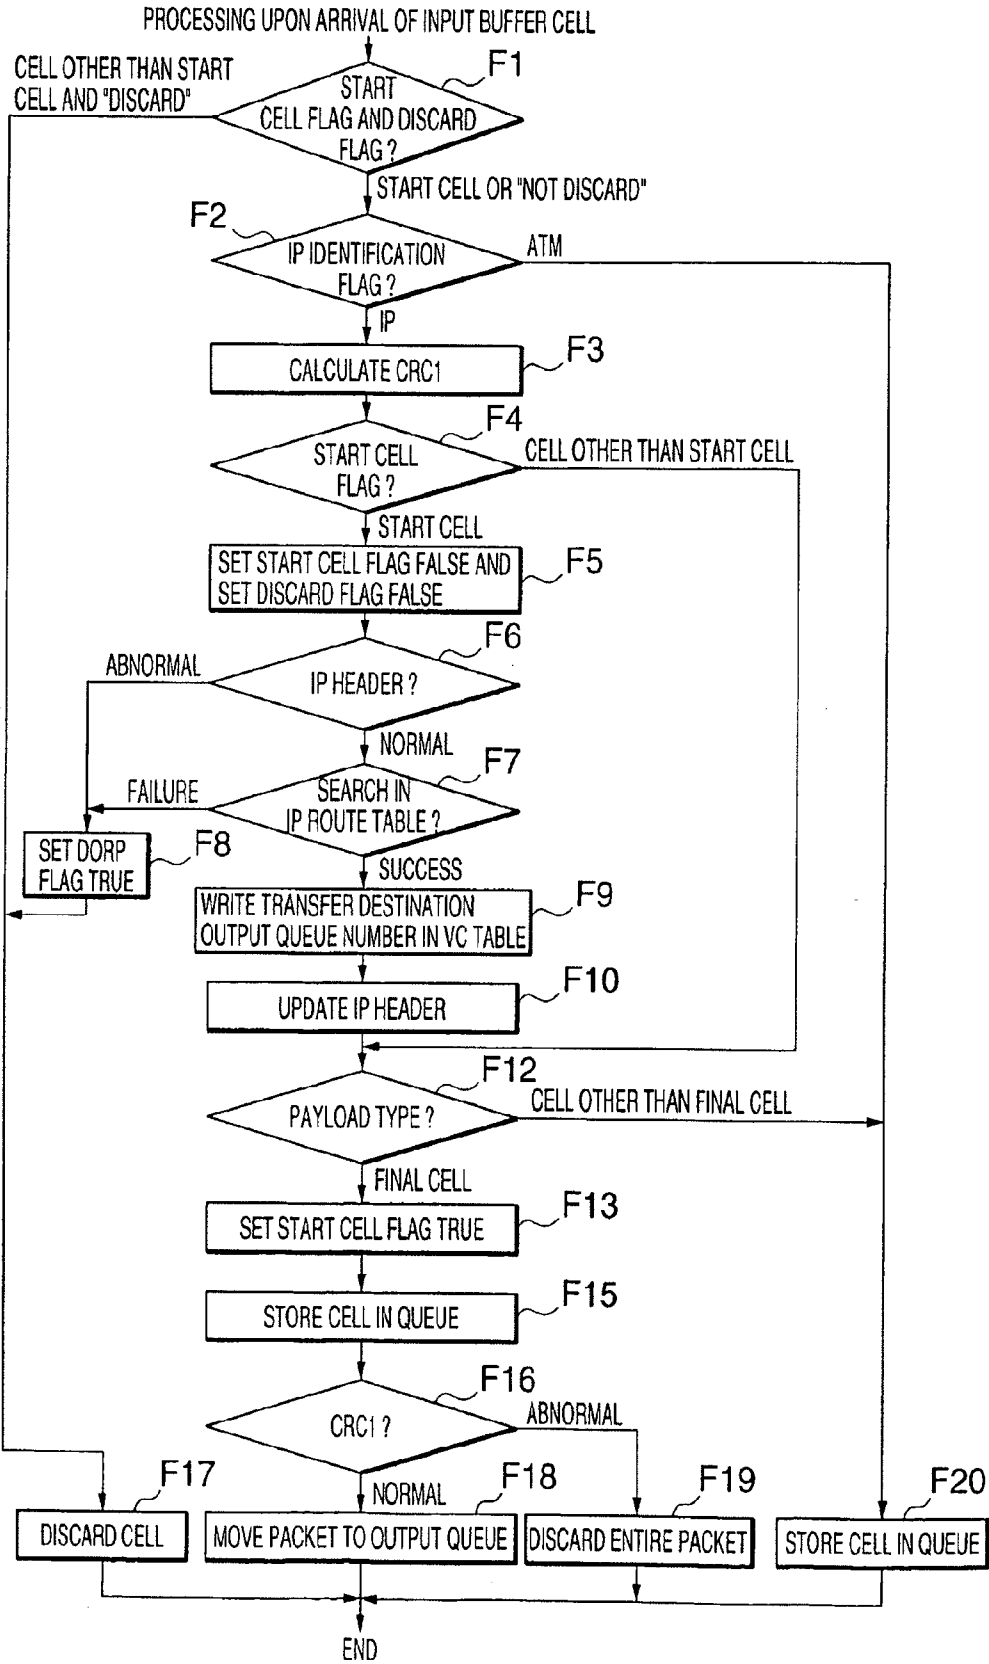 PROCESSING UPON ARRIVAL OF INPUT BUFFER CELL
CELL OTHER THAN START
CELL AND "DISCARD"
F1
START
CELL FLAG AND DISCARD
FLAG ?
START CELL OR "NOT DISCARD"
F2
IP IDENTIFICATION
FLAG ?
ATM
IP
F3
CALCULATE CRC1
F4
START CELL
FLAG ?
CELL OTHER THAN START CELL
START CELL
F5
SET START CELL FLAG FALSE AND
SET DISCARD FLAG FALSE
F6
ABNORMAL
IP HEADER ?
NORMAL
F7
FAILURE
SEARCH IN
IP ROUTE TABLE ?
F8
SET DORP
FLAG TRUE
SUCCESS
F9
WRITE TRANSFER DESTINATION
OUTPUT QUEUE NUMBER IN VC TABLE
F10
UPDATE IP HEADER
F12
PAYLOAD TYPE ?
CELL OTHER THAN FINAL CELL
FINAL CELL
F13
SET START CELL FLAG TRUE
F15
STORE CELL IN QUEUE
F16
CRC1 ?
ABNORMAL
NORMAL
F17
DISCARD CELL
F18
MOVE PACKET TO OUTPUT QUEUE
F19
DISCARD ENTIRE PACKET
F20
STORE CELL IN QUEUE
END